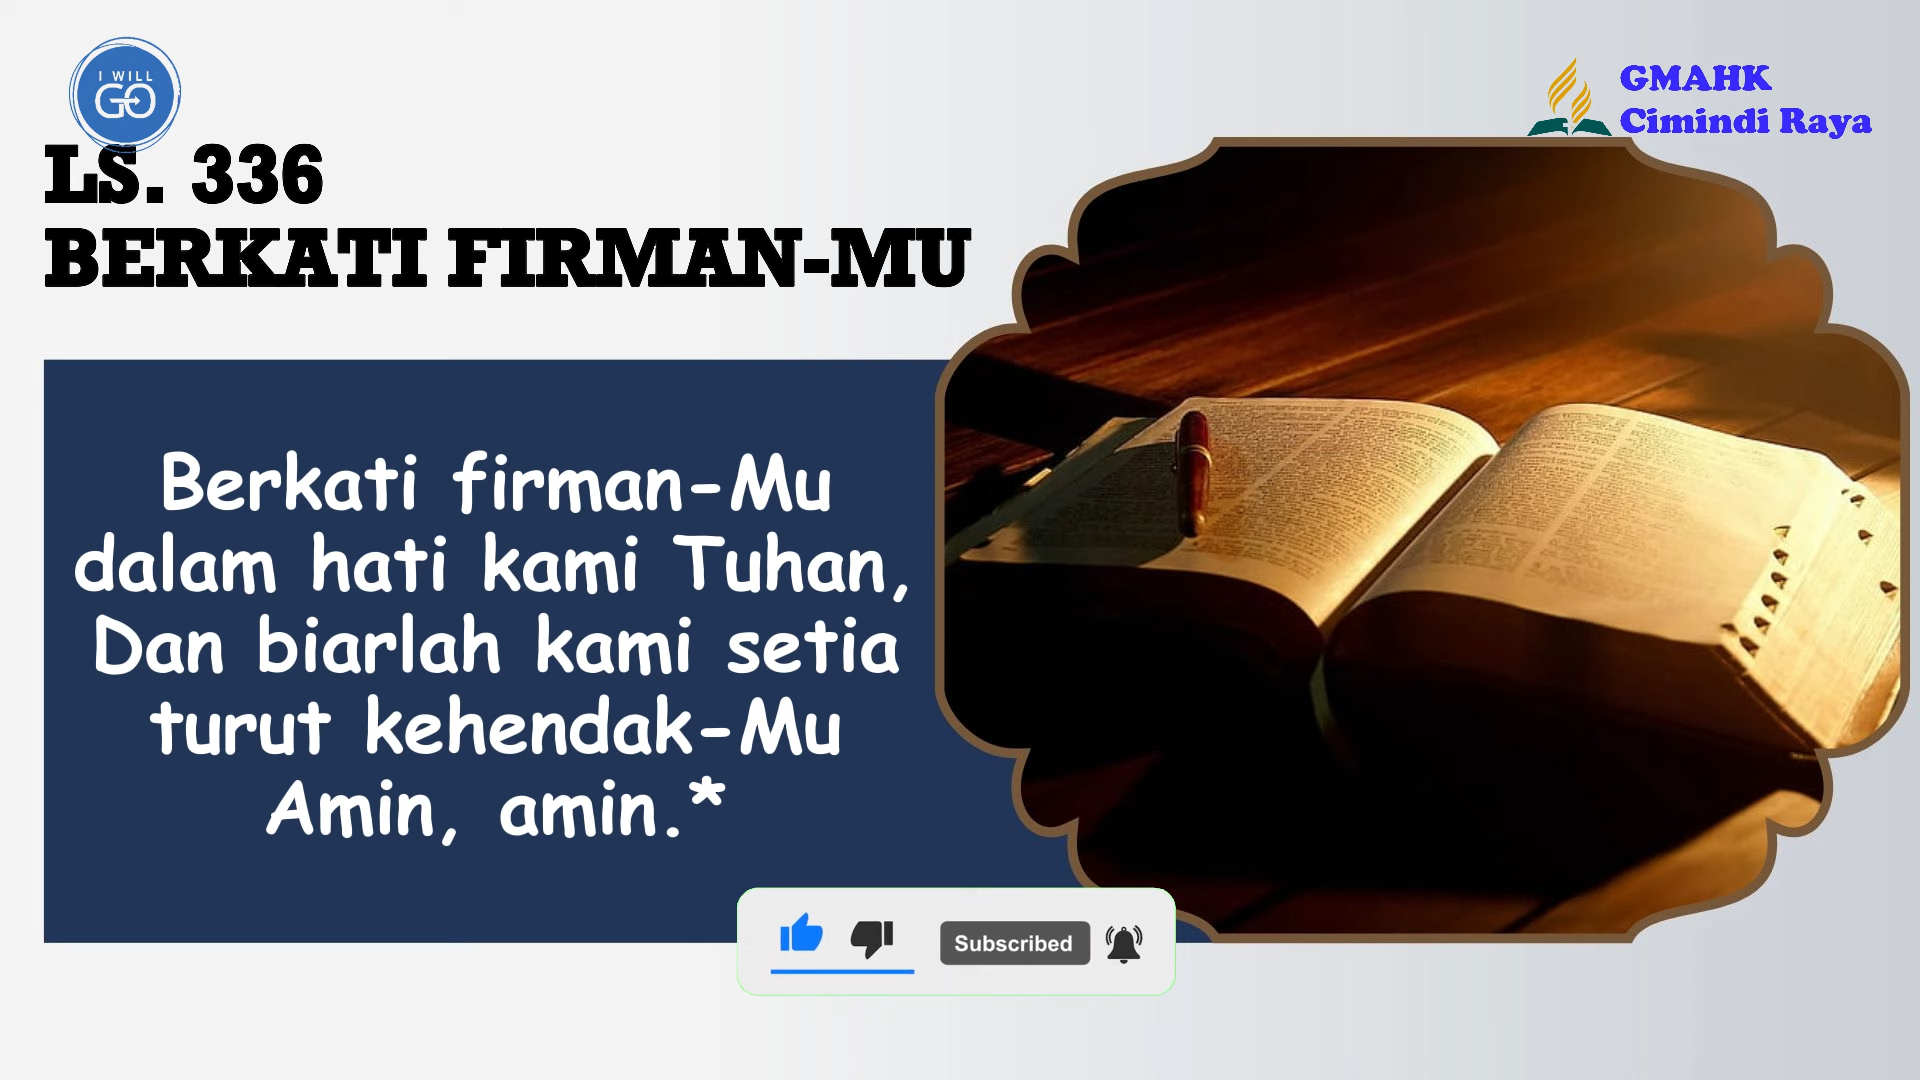 I WILL
GO
GMAHK
Cimindi Raya
LS. 336
BERKATI FIRMAN-MU
Berkati firman-Mu
dalam hati kami Tuhan,
Dan biarlah kami setia
turut kehendak-Mu
Amin, amin.*
Subscribed